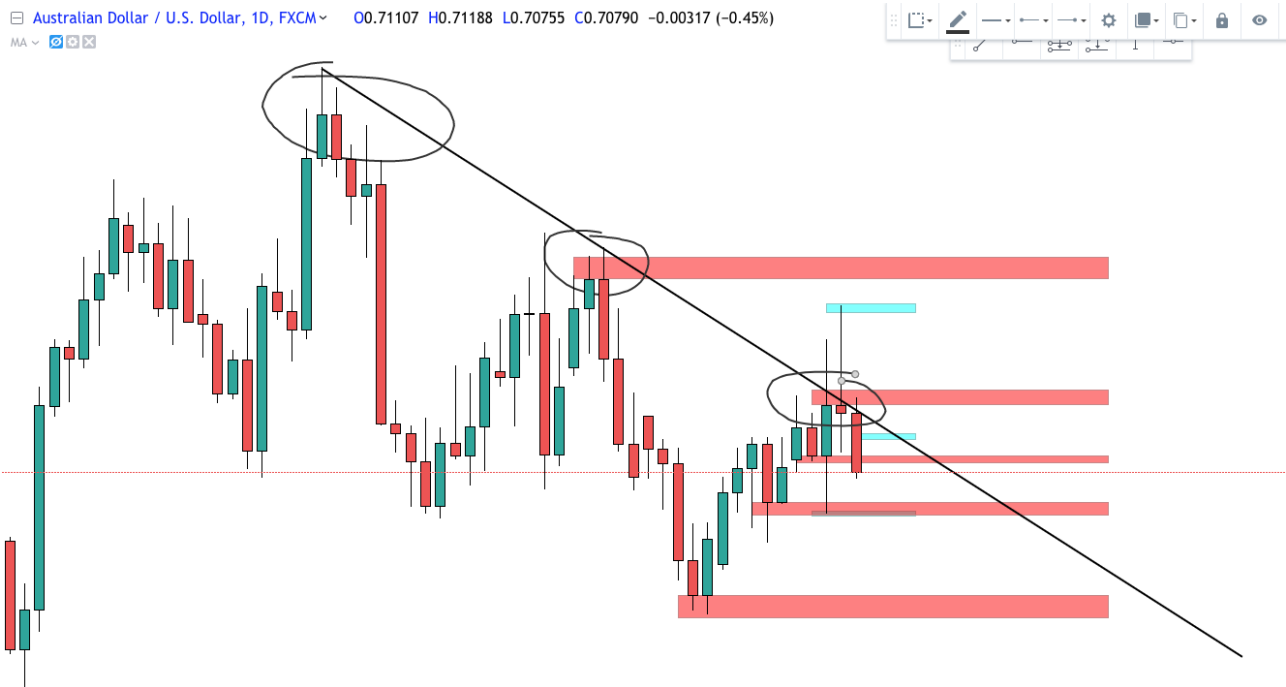 Australian Dollar / U.S. Dollar, 1D, FXCM O0.71107 H0.71188 L0.70755 C0.70790 −0.00317 (−0.45%)
MA